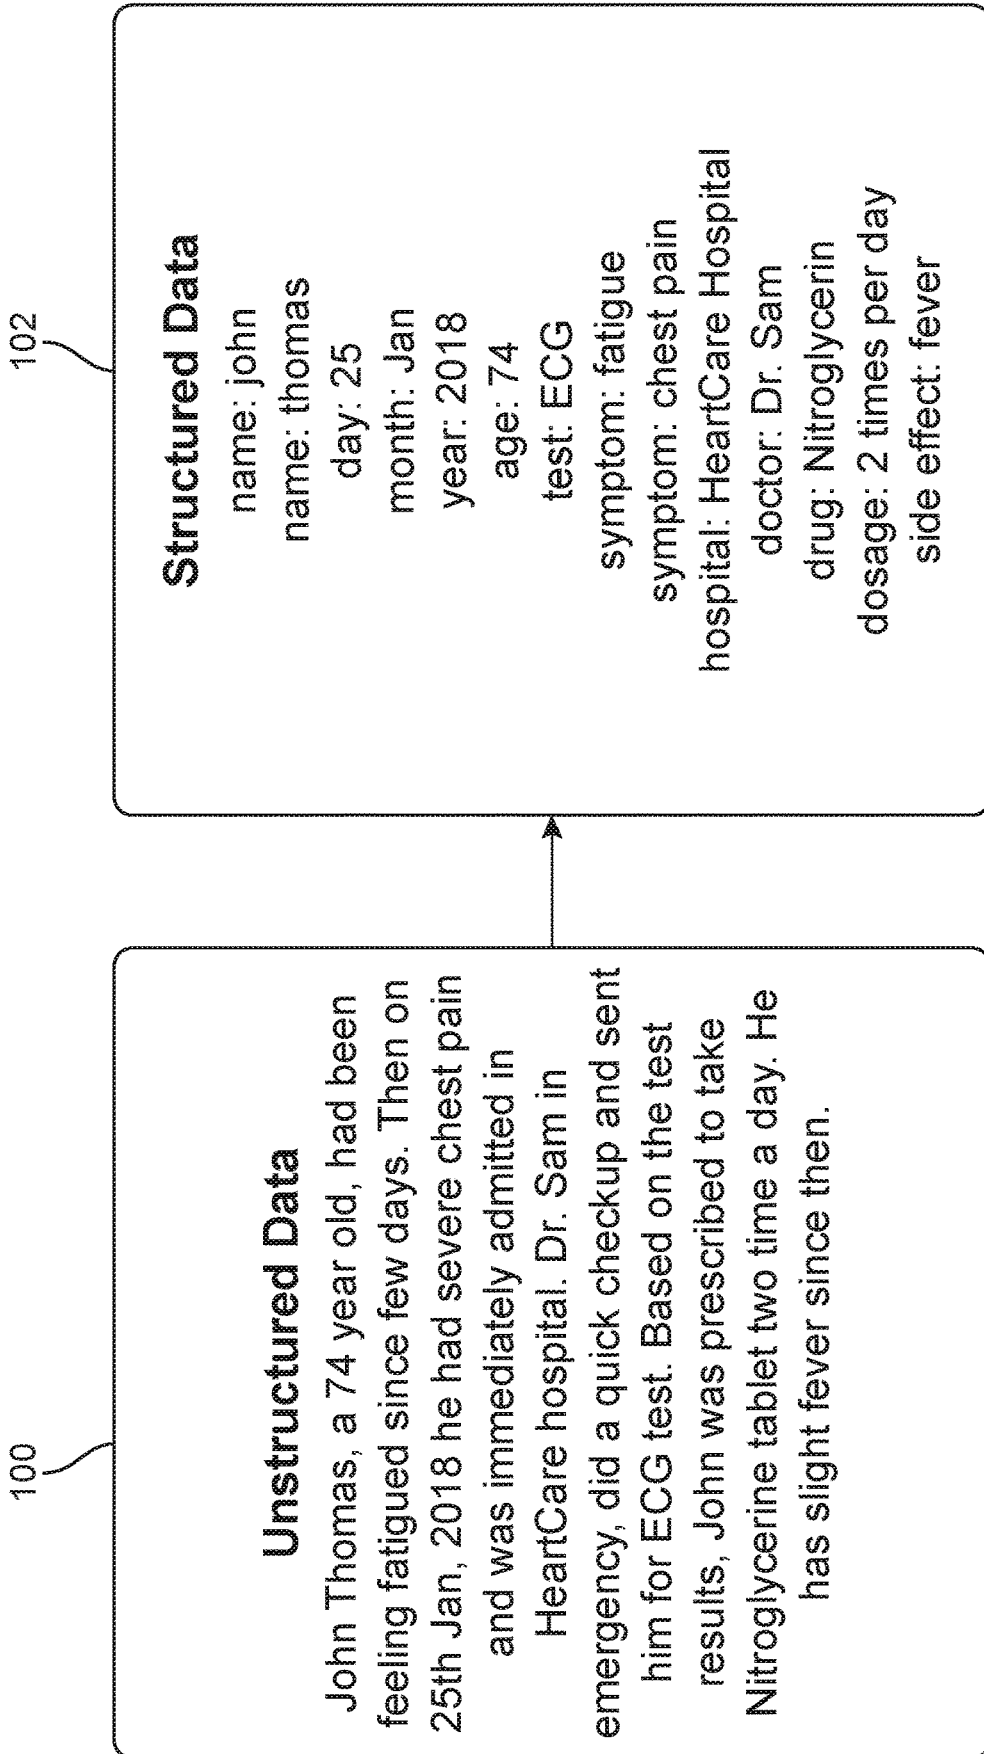 100
Unstructured Data
John Thomas, a 74 year old, had been
feeling fatigued since few days. Then on
25th Jan, 2018 he had severe chest pain
and was immediately admitted in
HeartCare hospital. Dr. Sam in
emergency, did a quick checkup and sent
him for ECG test. Based on the test
results, John was prescribed to take
Nitroglycerine tablet two time a day. He
has slight fever since then.
102
Structured Data
name: john
name: thomas
day: 25
month: Jan
year: 2018
age: 74
test: ECG
symptom: fatigue
symptom: chest pain
hospital: HeartCare Hospital
doctor: Dr. Sam
drug: Nitroglycerin
dosage: 2 times per day
side effect: fever